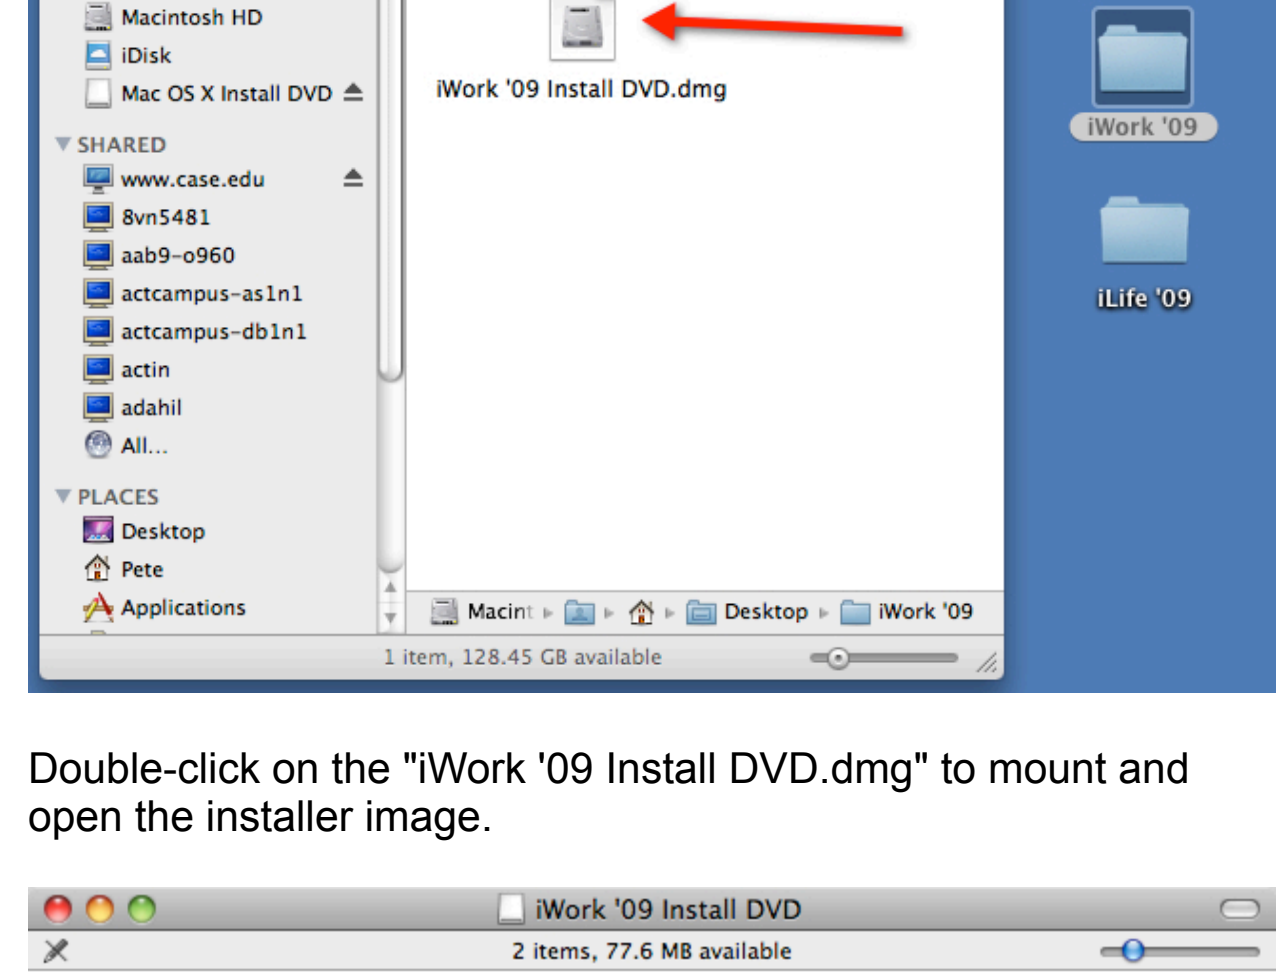 Macintosh HD
iDisk
Mac OS X Install DVD
SHARED
www.case.edu
8vn5481
aab9-o960
actcampus-as1n1
actcampus-db1n1
actin
adahil
All...
PLACES
Desktop
Pete
Applications
iWork '09 Install DVD.dmg
Macint
Desktop
iWork '09
1 item, 128.45 GB available
iWork '09
iLife '09
Double-click on the "iWork '09 Install DVD.dmg" to mount and
open the installer image.
iWork '09 Install DVD
2 items, 77.6 MB available